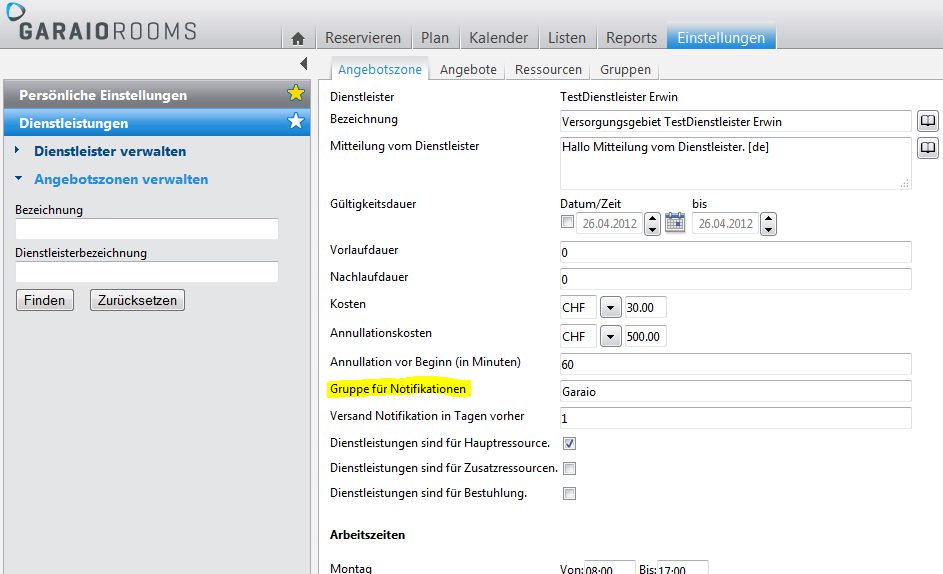 GARAIOROOMS
Reservieren Plan Kalender Listen Reports Einstellungen
Persönliche Einstellungen
Dienstleistungen
Dienstleister verwalten
Angebotszonen verwalten
Bezeichnung
Dienstleisterbezeichnung
Finden Zurücksetzen
Angebotszone Angebote Ressourcen Gruppen
Dienstleister TestDienstleister Erwin
Bezeichnung Versorgungsgebiet TestDienstleister Erwin
Mitteilung vom Dienstleister Hallo Mitteilung vom Dienstleister. [de]
Gültigkeitsdauer Datum/Zeit bis
26.04.2012 26.04.2012
Vorlaufdauer 0
Nachlaufdauer 0
Kosten CHF 30.00
Annullationskosten CHF 500.00
Annullation vor Beginn (in Minuten) 60
Gruppe für Notifikationen Garaio
Versand Notifikation in Tagen vorher 1
Dienstleistungen sind für Hauptressource.
Dienstleistungen sind für Zusatzressourcen.
Dienstleistungen sind für Bestuhlung.
Arbeitszeiten
Montag Von: 08:00 Bis: 17:00